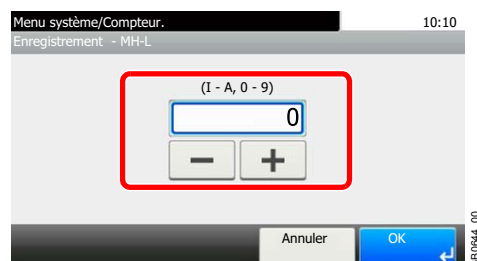 Menu système/Compteur. 10:10
Enregistrement - MH-L
(I - A, 0 - 9)
0
Annuler OK
B0644_00